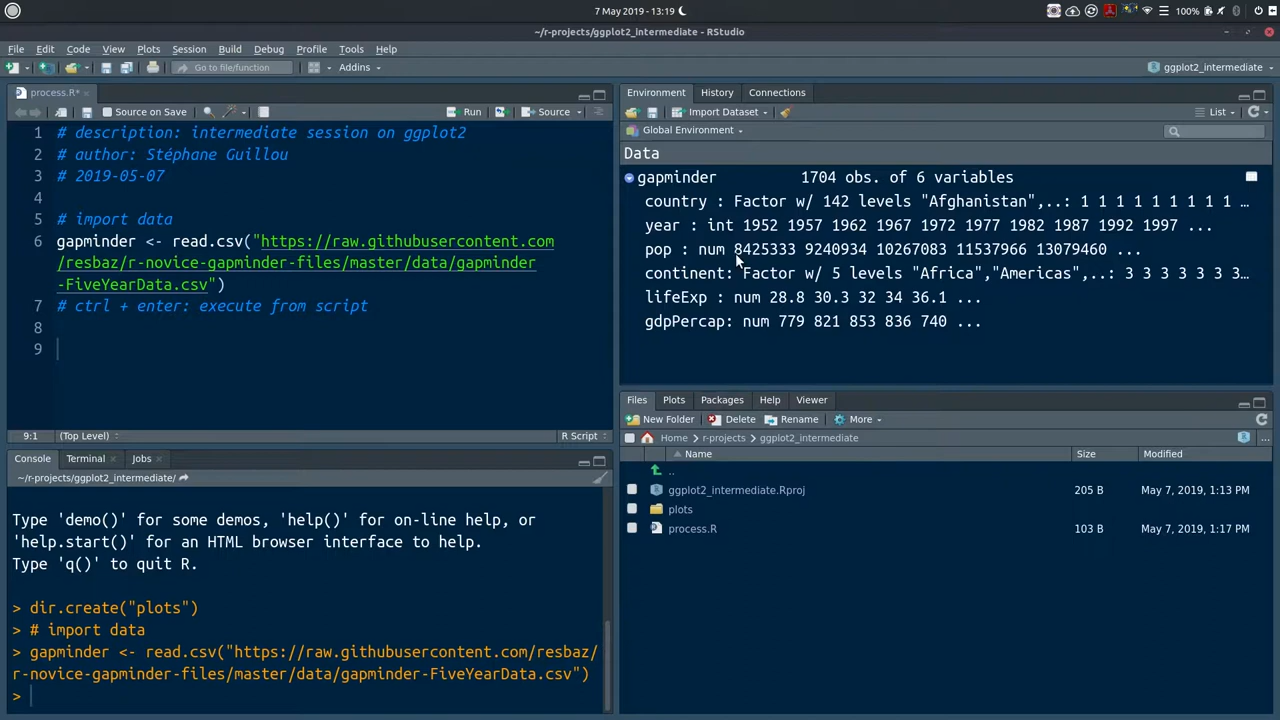 7 May 2019 - 13:19
100%
~/r-projects/ggplot2_intermediate - RStudio
File Edit Code View Plots Session Build Debug Profile Tools Help
Go to file/function Addins ggplot2_intermediate
process.R*
Source on Save Run Source
1 # description: intermediate session on ggplot2
2 # author: Stéphane Guillou
3 # 2019-05-07
4
5 # import data
6 gapminder <- read.csv("https://raw.githubusercontent.com
/resbaz/r-novice-gapminder-files/master/data/gapminder
-FiveYearData.csv")
7 # ctrl + enter: execute from script
8
9
9:1 (Top Level) R Script
Console Terminal Jobs
~/r-projects/ggplot2_intermediate/
Type 'demo()' for some demos, 'help()' for on-line help, or
'help.start()' for an HTML browser interface to help.
Type 'q()' to quit R.
> dir.create("plots")
> # import data
> gapminder <- read.csv("https://raw.githubusercontent.com/resbaz/
r-novice-gapminder-files/master/data/gapminder-FiveYearData.csv")
>
Environment History Connections
Import Dataset List
Global Environment
Data
gapminder 1704 obs. of 6 variables
country : Factor w/ 142 levels "Afghanistan",..: 1 1 1 1 1 1 1 1 1 …
year : int 1952 1957 1962 1967 1972 1977 1982 1987 1992 1997 ...
pop : num 8425333 9240934 10267083 11537966 13079460 ...
continent: Factor w/ 5 levels "Africa","Americas",..: 3 3 3 3 3 3 3…
lifeExp : num 28.8 30.3 32 34 36.1 ...
gdpPercap: num 779 821 853 836 740 ...
Files Plots Packages Help Viewer
New Folder Delete Rename More
Home r-projects ggplot2_intermediate
Name Size Modified
..
ggplot2_intermediate.Rproj 205 B May 7, 2019, 1:13 PM
plots
process.R 103 B May 7, 2019, 1:17 PM